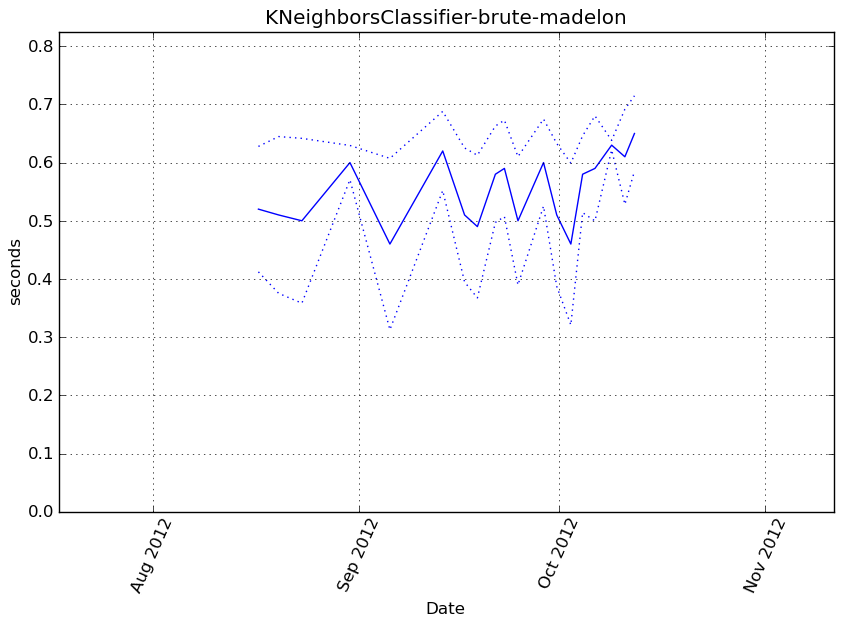 KNeighborsClassifier-brute-madelon
0.8
0.7
0.6
0.5
0.4
0.3
0.2
0.1
0.0
seconds
Aug 2012
Sep 2012
Oct 2012
Nov 2012
Date